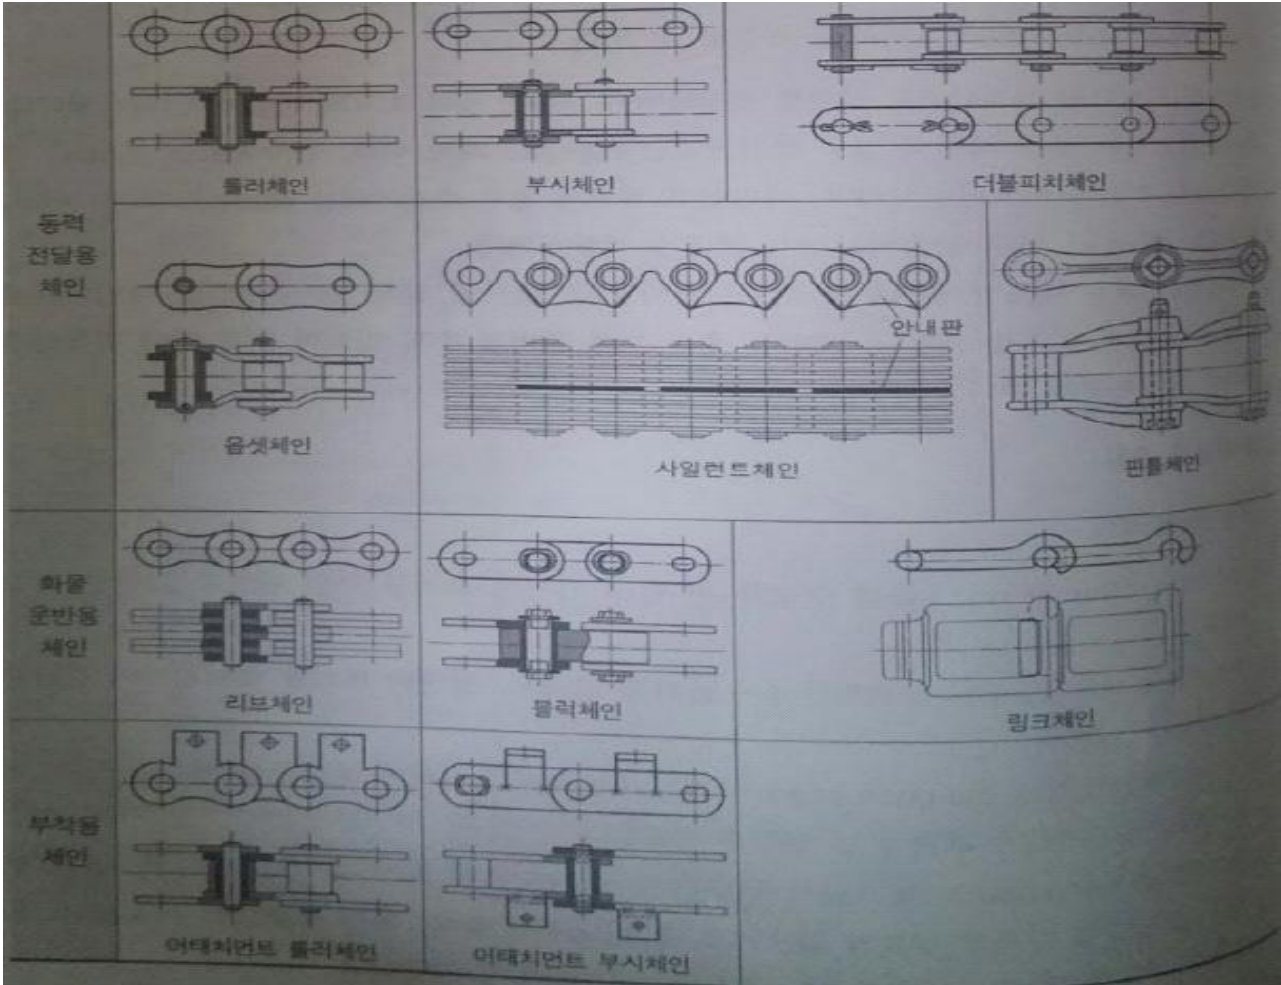 롤러체인
부시체인
더블피치체인
동력
전달용
체인
안내판
옵셋체인
사일런트체인
핀틀체인
화물
운반용
체인
리브체인
블럭체인
링크체인
부착용
체인
어태치먼트 롤러체인
어태치먼트 부시체인